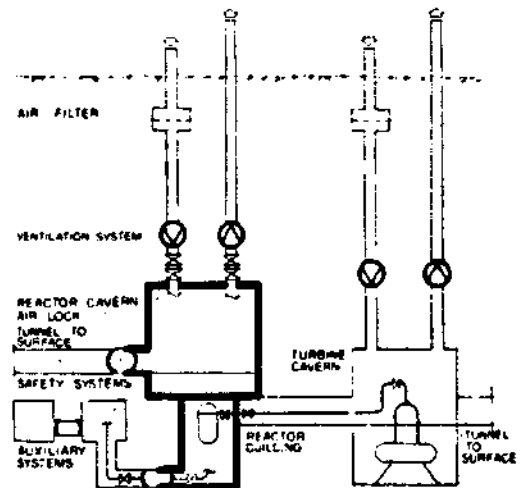 AIR FILTER
VENTILATION SYSTEM
REACTOR CAVERN
AIR LOCK
TUNNEL TO
SURFACE
SAFETY SYSTEMS
AUXILIARY
SYSTEMS
REACTOR
BUILDING
TURBINE
CAVERN
TUNNEL
TO
SURFACE